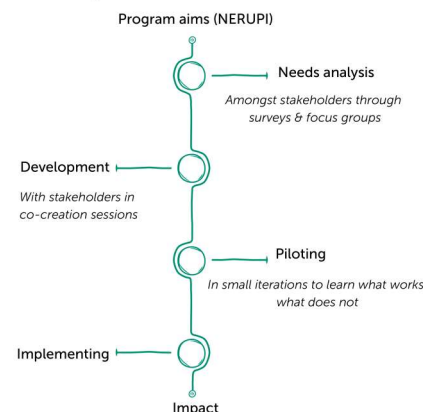 Program aims (NERUPI)
Needs analysis
Amongst stakeholders through
surveys & focus groups
Development
With stakeholders in
co-creation sessions
Piloting
In small iterations to learn what works
what does not
Implementing
Impact